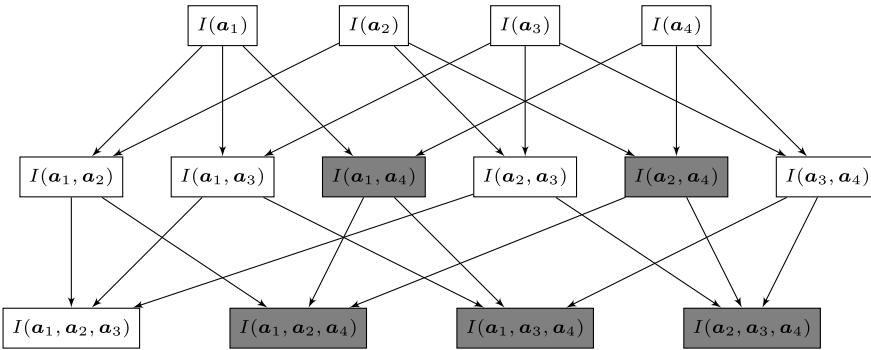 I(a₁) I(a₂) I(a₃) I(a₄)
I(a₁, a₂) I(a₁, a₃) I(a₁, a₄) I(a₂, a₃) I(a₂, a₄) I(a₃, a₄)
I(a₁, a₂, a₃) I(a₁, a₂, a₄) I(a₁, a₃, a₄) I(a₂, a₃, a₄)